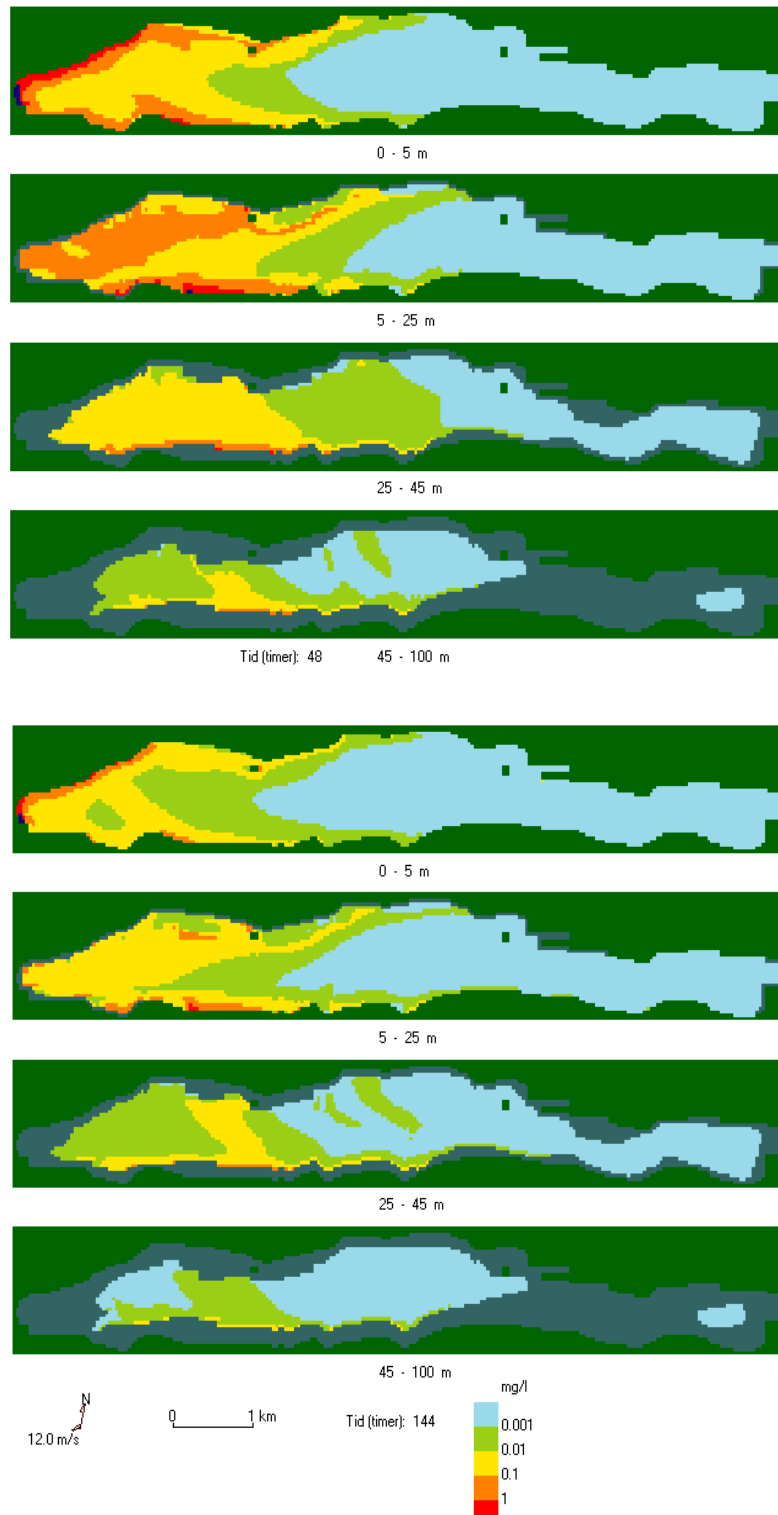 0 - 5 m
5 - 25 m
25 - 45 m
Tid (timer): 48 45 - 100 m
0 - 5 m
5 - 25 m
25 - 45 m
45 - 100 m
mg/l
N
0 1 km
Tid (timer): 144
12.0 m/s
0.001
0.01
0.1
1